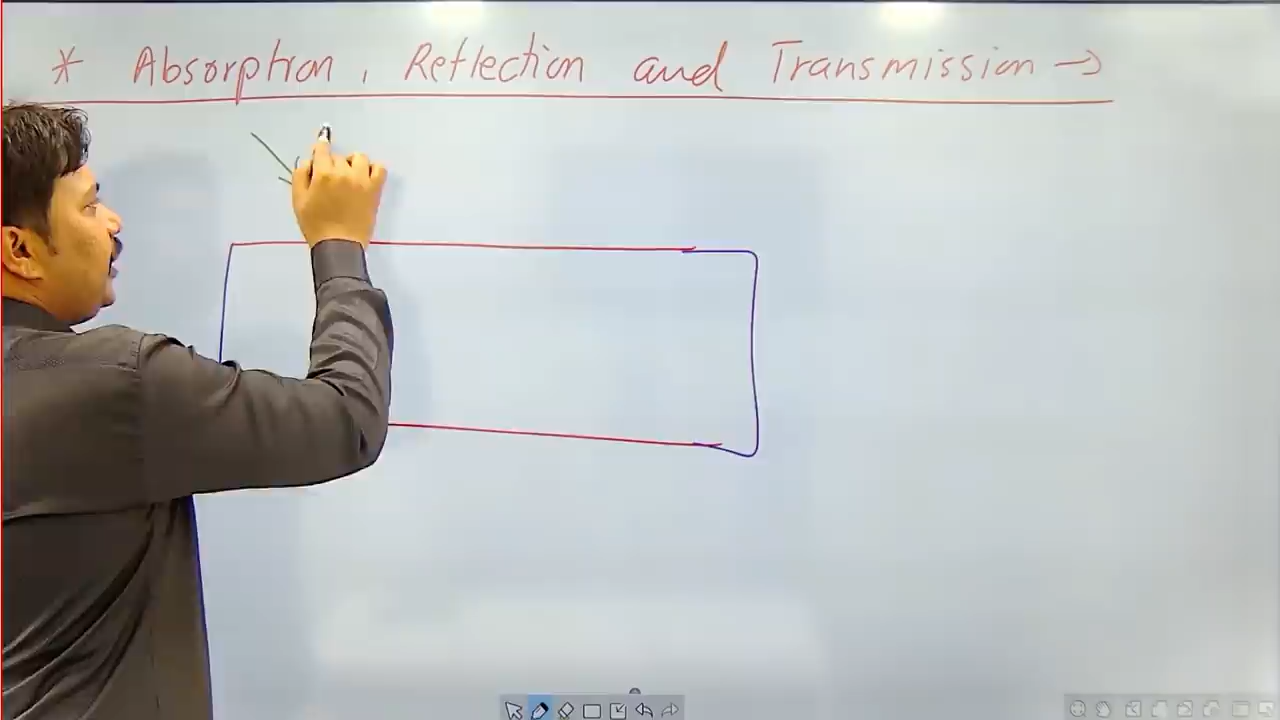 * Absorption, Reflection and Transmission →